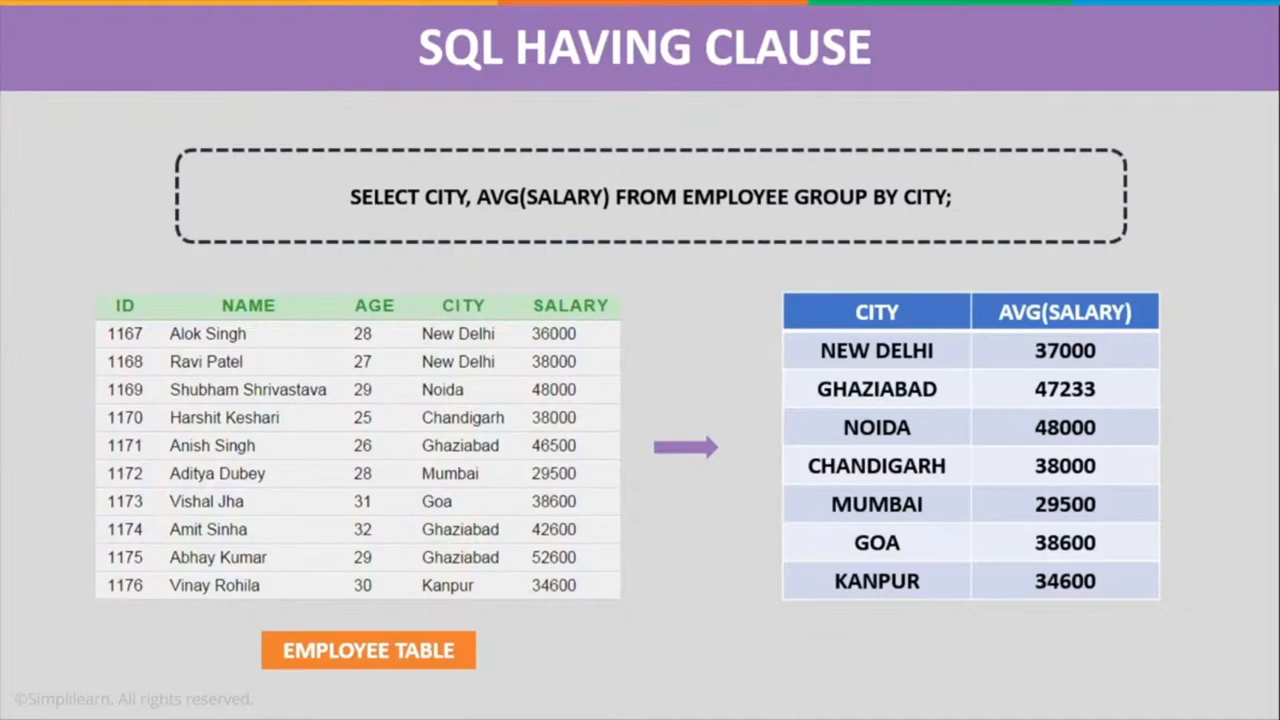 SQL HAVING CLAUSE
SELECT CITY, AVG(SALARY) FROM EMPLOYEE GROUP BY CITY;
ID NAME AGE CITY SALARY
1167 Alok Singh 28 New Delhi 36000
1168 Ravi Patel 27 New Delhi 38000
1169 Shubham Shrivastava 29 Noida 48000
1170 Harshit Keshari 25 Chandigarh 38000
1171 Anish Singh 26 Ghaziabad 46500
1172 Aditya Dubey 28 Mumbai 29500
1173 Vishal Jha 31 Goa 38600
1174 Amit Sinha 32 Ghaziabad 42600
1175 Abhay Kumar 29 Ghaziabad 52600
1176 Vinay Rohila 30 Kanpur 34600
EMPLOYEE TABLE
CITY AVG(SALARY)
NEW DELHI 37000
GHAZIABAD 47233
NOIDA 48000
CHANDIGARH 38000
MUMBAI 29500
GOA 38600
KANPUR 34600
©Simplilearn. All rights reserved.